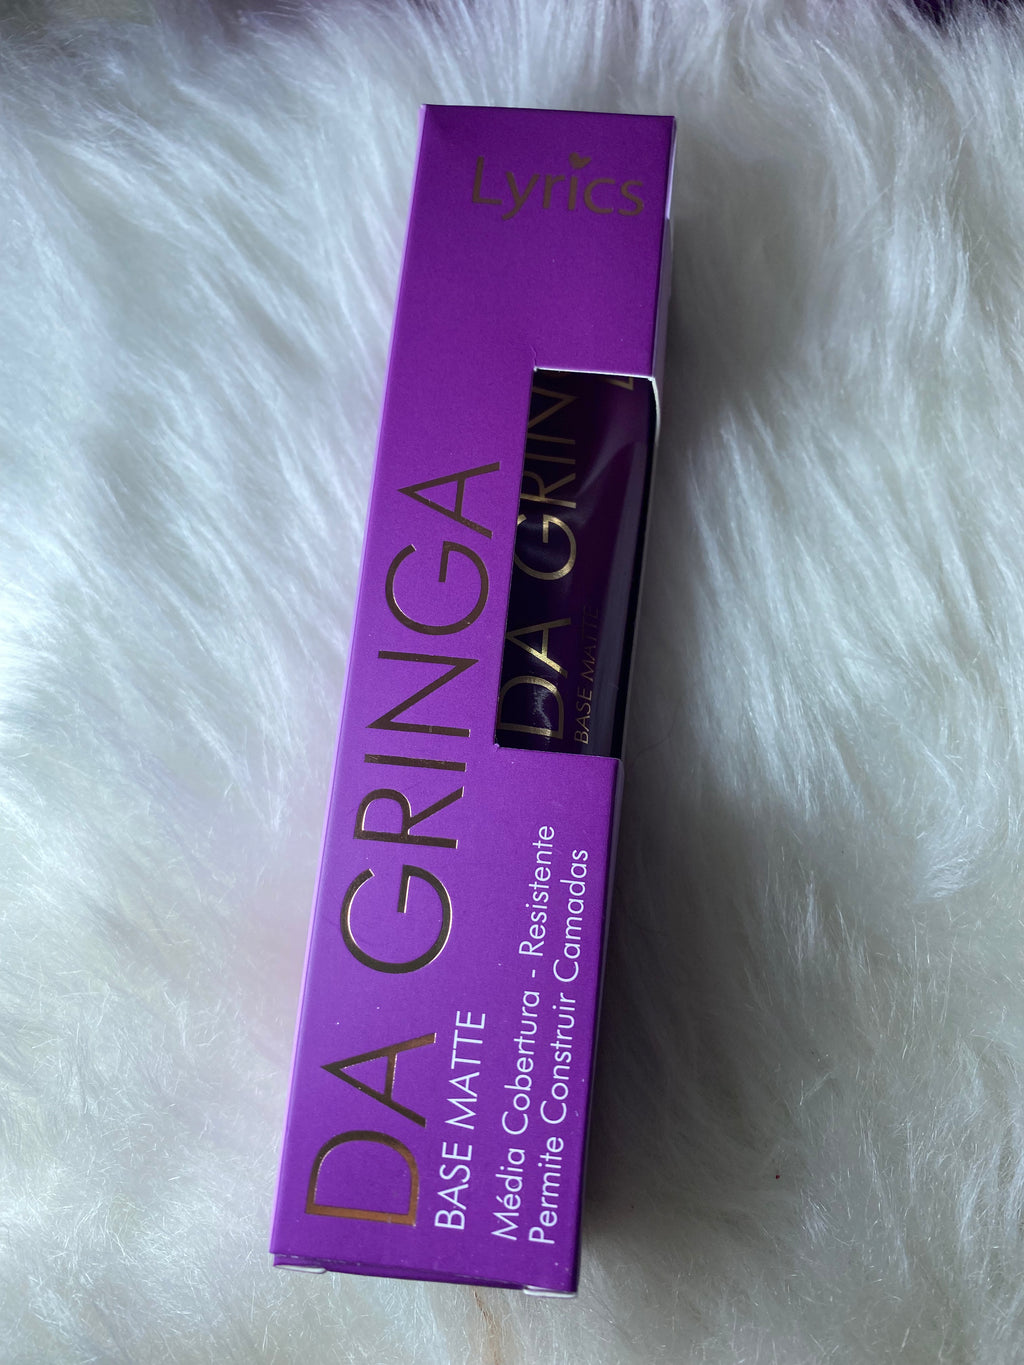 Lyrics
DA GRINGA
BASE MATTE
Média Cobertura - Resistente
Permite Construir Camadas
DA GRIN
BASE MATTE